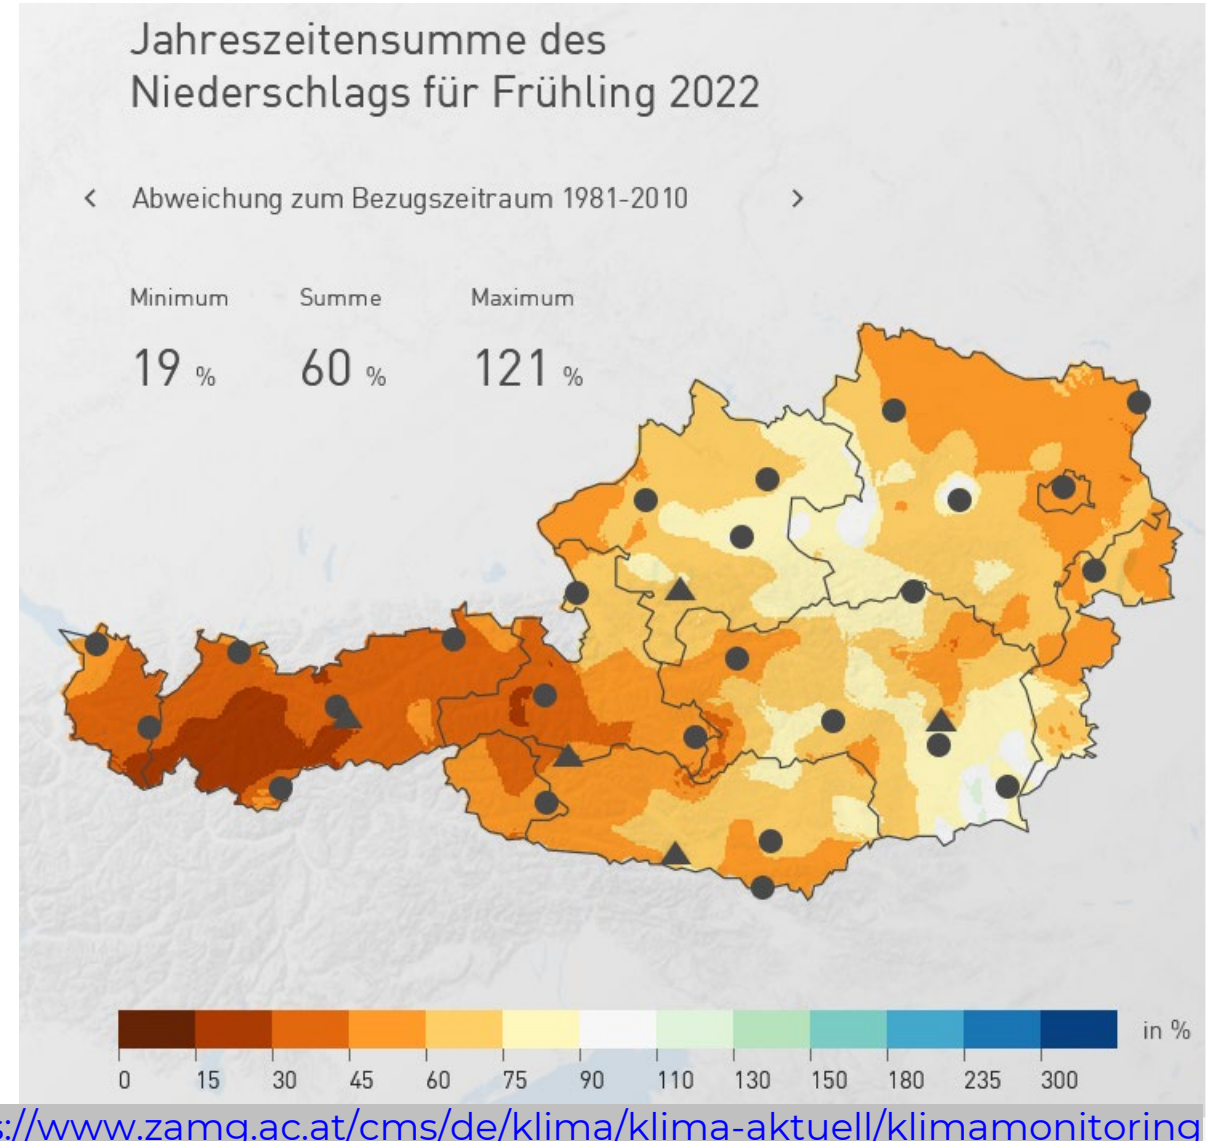 Jahreszeitensumme des
Niederschlags für Frühling 2022
< Abweichung zum Bezugszeitraum 1981-2010 >
Minimum Summe Maximum
19 % 60 % 121 %
in %
0 15 30 45 60 75 90 110 130 150 180 235 300
s://www.zamg.ac.at/cms/de/klima/klima-aktuell/klimamonitoring